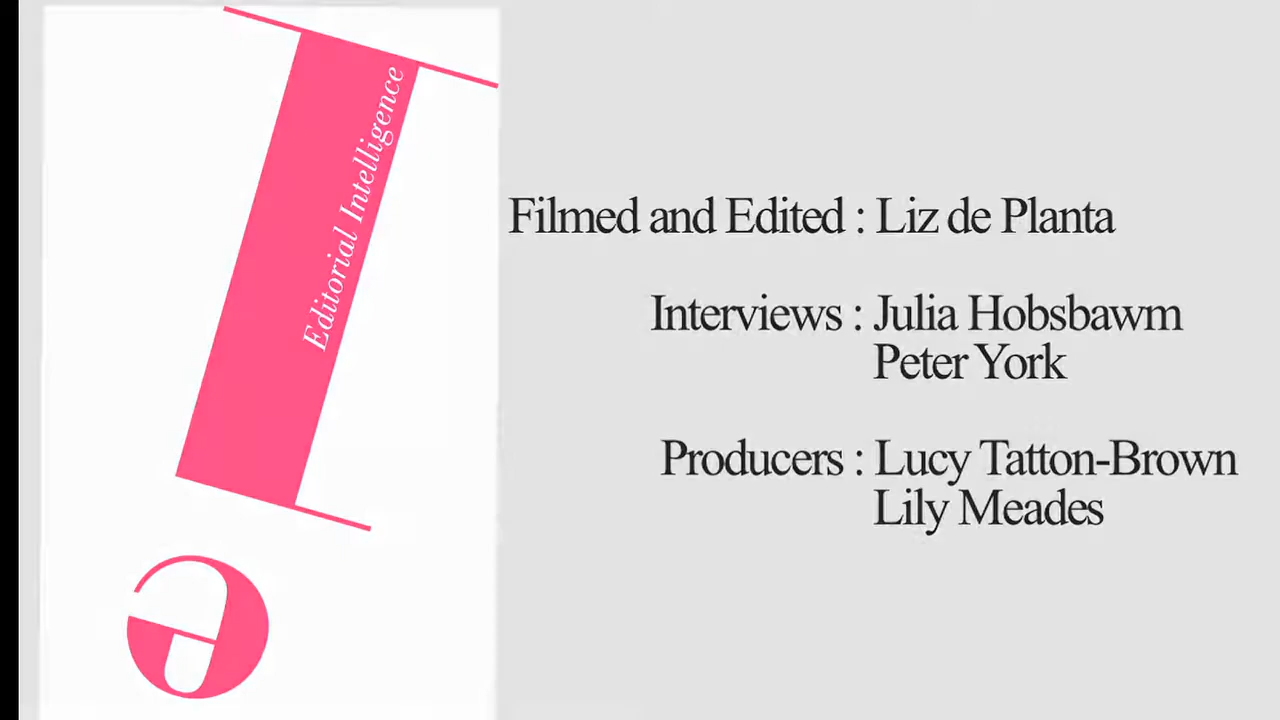 Editorial Intelligence
e
Filmed and Edited : Liz de Planta
Interviews : Julia Hobsbawm
Peter York
Producers : Lucy Tatton-Brown
Lily Meades